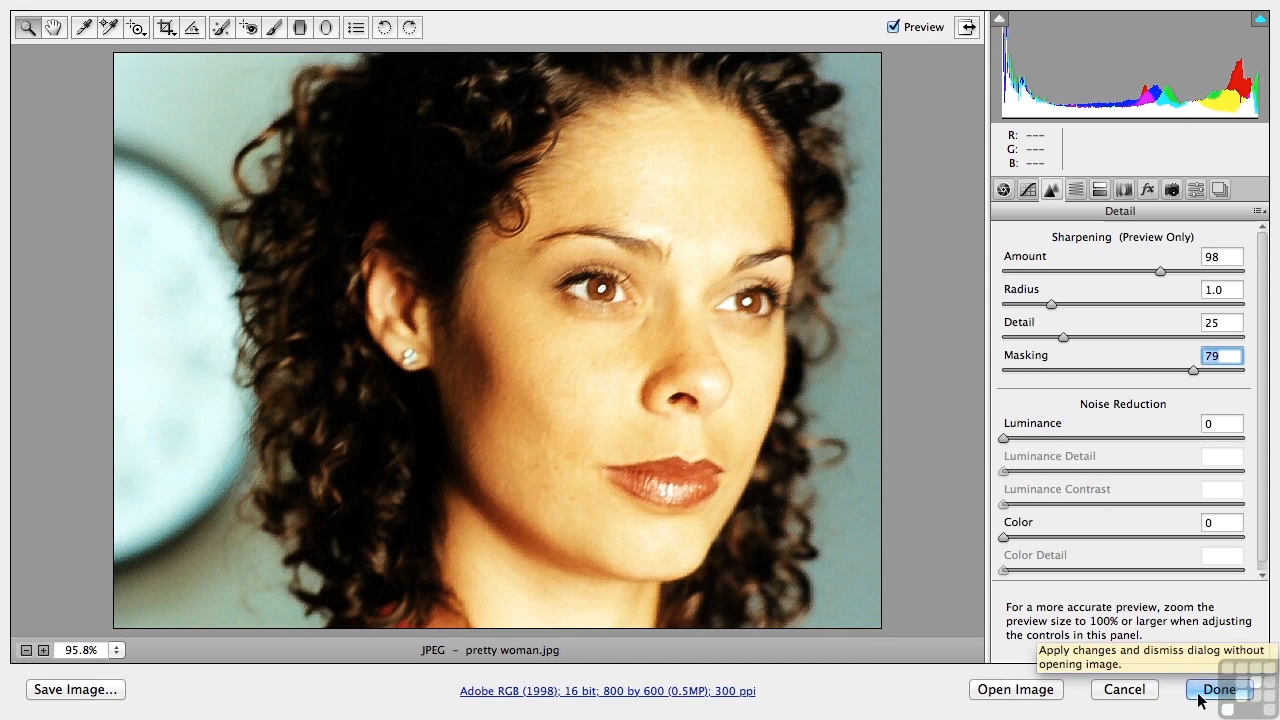 Preview
R: ---
G: ---
B: ---
fx
Detail
Sharpening (Preview Only)
Amount
98
Radius
1.0
Detail
25
Masking
79
Noise Reduction
Luminance
0
Luminance Detail
Luminance Contrast
Color
0
Color Detail
For a more accurate preview, zoom the
preview size to 100% or larger when adjusting
the controls in this panel.
Apply changes and dismiss dialog without
opening image.
95.8%
JPEG – pretty woman.jpg
Save Image...
Adobe RGB (1998); 16 bit; 800 by 600 (0.5MP); 300 ppi
Open Image
Cancel
Done